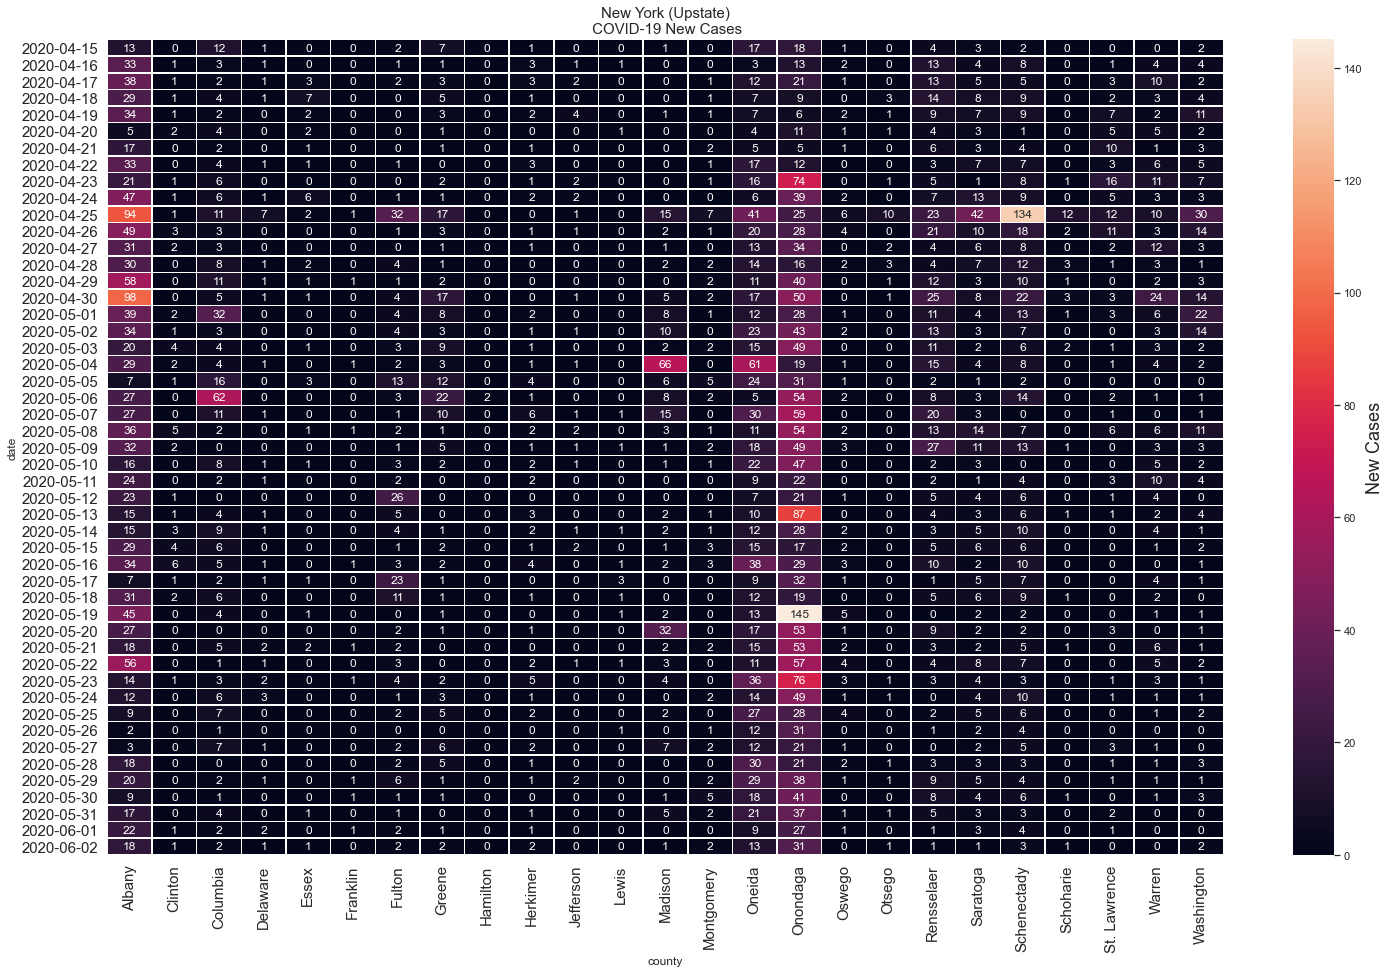 New York (Upstate)
COVID-19 New Cases
2020-04-15 13 0 12 1 0 0 2 7 0 1 0 0 1 0 17 18 1 0 4 3 2 0 0 0 2
2020-04-16 33 1 3 1 0 0 1 1 0 3 1 1 0 0 3 13 2 0 13 4 8 0 1 4 4
2020-04-17 38 1 2 1 3 0 2 3 0 3 2 0 0 1 12 21 1 0 13 5 5 0 3 10 2
2020-04-18 29 1 4 1 7 0 0 5 0 1 0 0 0 1 7 9 0 3 14 8 9 0 2 3 4
2020-04-19 34 1 2 0 2 0 0 3 0 2 4 0 1 1 7 6 2 1 9 7 9 0 7 2 11
2020-04-20 5 2 4 0 2 0 0 1 0 0 0 1 0 0 4 11 1 1 4 3 1 0 5 5 2
2020-04-21 17 0 2 0 1 0 0 1 0 1 0 0 0 2 5 5 1 0 6 3 4 0 10 1 3
2020-04-22 33 0 4 1 1 0 1 0 0 3 0 0 0 1 17 12 0 0 3 7 7 0 3 6 5
2020-04-23 21 1 6 0 0 0 0 2 0 1 2 0 0 1 16 74 0 1 5 1 8 1 16 11 7
2020-04-24 47 1 6 1 6 0 1 1 0 2 2 0 0 0 6 39 2 0 7 13 9 0 5 3 3
2020-04-25 94 1 11 7 2 1 32 17 0 0 1 0 15 7 41 25 6 10 23 42 134 12 12 10 30
2020-04-26 49 3 3 0 0 0 1 3 0 1 1 0 2 1 20 28 4 0 21 10 18 2 11 3 14
2020-04-27 31 2 3 0 0 0 0 1 0 1 0 0 1 0 13 34 0 2 4 6 8 0 2 12 3
2020-04-28 30 0 8 1 2 0 4 1 0 0 0 0 2 2 14 16 2 3 4 7 12 3 1 3 1
2020-04-29 58 0 11 1 1 1 1 2 0 0 0 0 2 2 11 40 0 1 12 3 10 1 0 2 3
2020-04-30 98 0 5 1 1 0 4 17 0 0 1 0 5 2 17 50 0 1 25 8 22 3 3 24 14
2020-05-01 39 2 32 0 0 0 4 8 0 2 0 0 8 1 12 28 1 0 11 4 13 1 3 6 22
2020-05-02 34 1 3 0 0 0 4 3 0 1 1 0 10 0 23 43 2 0 13 3 7 0 0 3 14
2020-05-03 20 4 4 0 1 0 3 9 0 1 0 0 2 2 15 49 0 0 11 2 6 2 1 3 2
2020-05-04 29 2 4 1 0 1 2 3 0 1 1 0 66 0 61 19 1 0 15 4 8 0 1 4 2
2020-05-05 7 1 16 0 3 0 13 12 0 4 0 0 6 5 24 31 1 0 2 1 2 0 0 0 0
2020-05-06 27 0 62 0 0 0 3 22 2 1 0 0 8 2 5 54 2 0 8 3 14 0 2 1 1
2020-05-07 27 0 11 1 0 0 1 10 0 6 1 1 15 0 30 59 0 0 20 3 0 0 1 0 1
2020-05-08 36 5 2 0 1 1 2 1 0 2 2 0 3 1 11 54 2 0 13 14 7 0 6 6 11
2020-05-09 32 2 0 0 0 0 1 5 0 1 1 1 1 2 18 49 3 0 27 11 13 1 0 3 3
2020-05-10 16 0 8 1 1 0 3 2 0 2 1 0 1 1 22 47 0 0 2 3 0 0 0 5 2
2020-05-11 24 0 2 1 0 0 2 0 0 2 0 0 0 0 9 22 0 0 2 1 4 0 3 10 4
2020-05-12 23 1 0 0 0 0 26 0 0 0 0 0 0 0 7 21 1 0 5 4 6 0 1 4 0
2020-05-13 15 1 4 1 0 0 5 0 0 3 0 0 2 1 10 87 0 0 4 3 6 1 1 2 4
2020-05-14 15 3 9 1 0 0 4 1 0 2 1 1 2 1 12 28 2 0 3 5 10 0 0 4 1
2020-05-15 29 4 6 0 0 0 1 2 0 1 2 0 1 3 15 17 2 0 5 6 6 0 0 1 2
2020-05-16 34 6 5 1 0 1 3 2 0 4 0 1 2 3 38 29 3 0 10 2 10 0 0 0 1
2020-05-17 7 1 2 1 1 0 23 0 0 0 0 3 0 0 9 32 1 0 1 5 7 0 0 4 1
2020-05-18 31 2 6 0 0 0 11 1 0 1 0 1 0 0 12 19 0 0 5 6 9 1 0 2 0
2020-05-19 45 0 4 0 1 0 0 1 0 0 0 1 2 0 13 145 5 0 0 2 2 0 0 1 1
2020-05-20 27 0 0 0 0 0 2 1 0 1 0 0 32 0 17 53 1 0 9 2 2 0 3 0 1
2020-05-21 18 0 5 2 2 1 2 0 0 0 0 0 2 2 15 53 2 0 3 2 5 1 0 6 1
2020-05-22 56 0 1 1 0 0 3 0 0 2 1 1 3 0 11 57 4 0 4 8 7 0 0 5 2
2020-05-23 14 1 3 2 0 1 4 2 0 5 0 0 4 0 36 76 3 1 3 4 3 0 1 3 1
2020-05-24 12 0 6 3 0 0 1 3 0 1 0 0 0 2 14 49 1 1 0 4 10 0 1 1 1
2020-05-25 9 0 7 0 0 0 2 5 0 2 0 0 2 0 27 28 4 0 2 5 6 0 0 1 2
2020-05-26 2 0 1 0 0 0 0 0 0 0 0 1 0 1 12 31 0 0 1 2 4 0 0 0 0
2020-05-27 3 0 7 1 0 0 2 6 0 2 0 0 7 2 12 21 1 0 0 2 5 0 3 1 0
2020-05-28 18 0 0 0 0 0 2 5 0 1 0 0 0 0 30 21 2 1 3 3 3 0 1 1 3
2020-05-29 20 0 2 1 0 1 6 1 0 1 2 0 0 2 29 38 1 1 9 5 4 0 1 1 1
2020-05-30 9 0 1 0 0 1 1 1 0 0 0 0 1 5 18 41 0 0 8 4 6 1 0 1 3
2020-05-31 17 0 4 0 1 0 1 0 0 1 0 0 5 2 21 37 1 1 5 3 3 0 2 0 0
2020-06-01 22 1 2 2 0 1 2 1 0 1 0 0 0 0 9 27 1 0 1 3 4 0 1 0 0
2020-06-02 18 1 2 1 1 0 2 2 0 2 2 0 1 2 13 31 0 1 1 1 3 1 0 0 2
date
Albany Clinton Columbia Delaware Essex Franklin Fulton Greene Hamilton Herkimer Jefferson Lewis Madison Montgomery Oneida Onondaga Oswego Otsego Rensselaer Saratoga Schenectady Schoharie St. Lawrence Warren Washington
county
140
120
100
80
60
40
20
0
New Cases